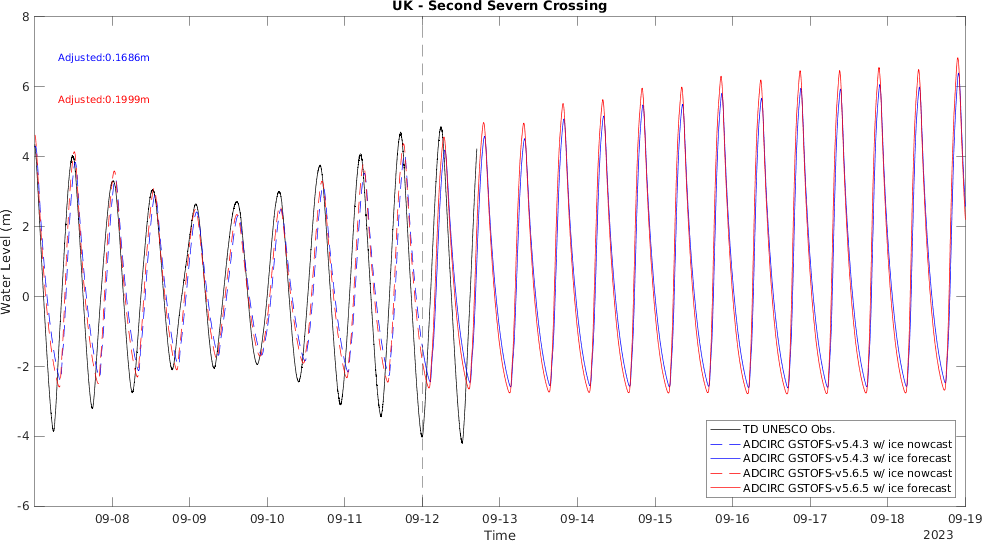 UK - Second Severn Crossing
8
6
4
2
0
-2
-4
-6
Water Level (m)
Adjusted:0.1686m
Adjusted:0.1999m
TD UNESCO Obs.
ADCIRC GSTOFS-v5.4.3 w/ ice nowcast
ADCIRC GSTOFS-v5.4.3 w/ ice forecast
ADCIRC GSTOFS-v5.6.5 w/ ice nowcast
ADCIRC GSTOFS-v5.6.5 w/ ice forecast
09-08 09-09 09-10 09-11 09-12 09-13 09-14 09-15 09-16 09-17 09-18 09-19
Time
2023